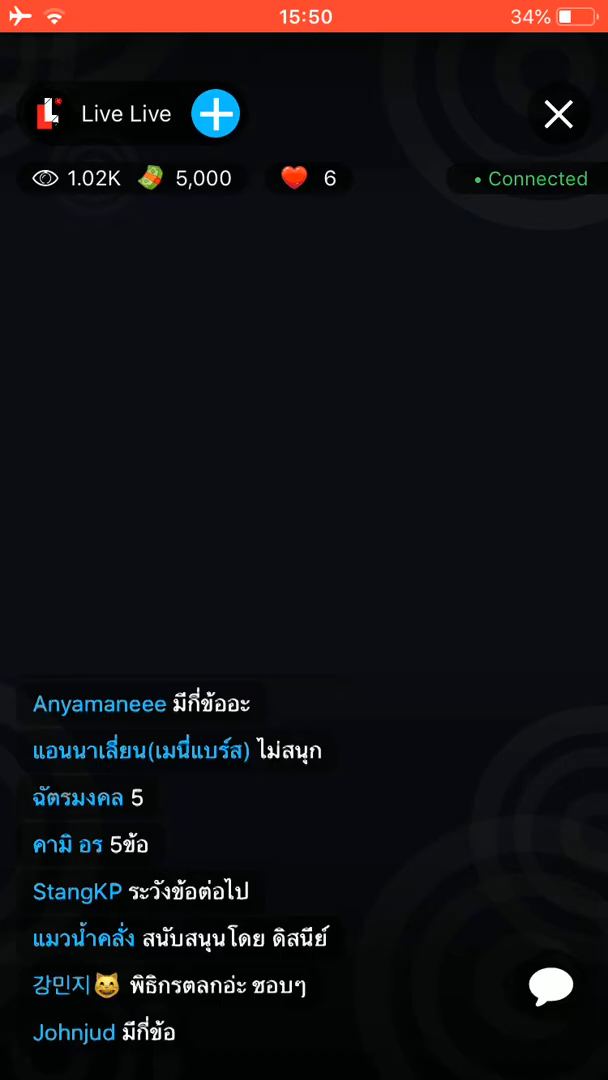 15:50
34%
Live Live
1.02K 5,000 6
• Connected
Anyamaneee มีกี่ข้ออะ
แอนนาเลี่ยน(เมนี่แบร์ส) ไม่สนุก
ฉัตรมงคล 5
คามิ อร 5ข้อ
StangKP ระวังข้อต่อไป
แมวน้ำคลั่ง สนับสนุนโดย ดิสนีย์
강민지😸 พิธิกรตลกอ่ะ ชอบๆ
Johnjud มีกี่ข้อ